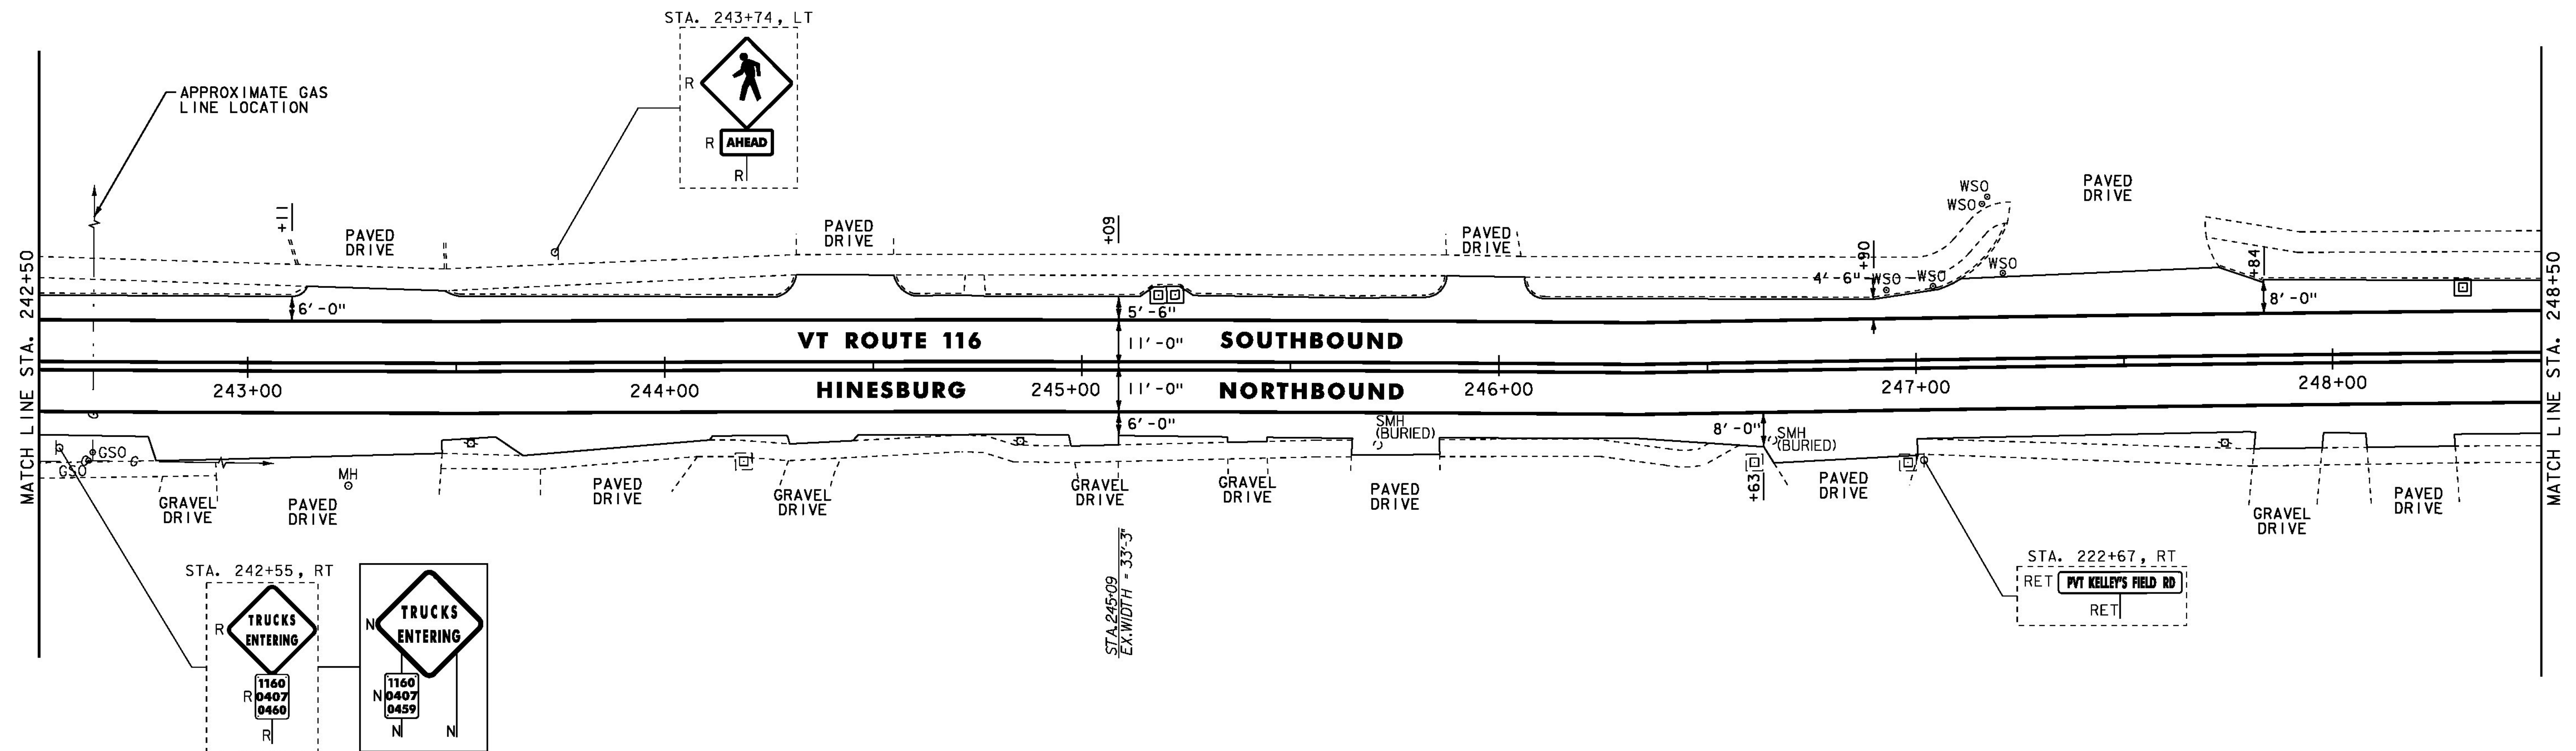 STA. 243+74, LT
R
R AHEAD
R
APPROXIMATE GAS
LINE LOCATION
MATCH LINE STA. 242+50
+11
PAVED
DRIVE
PAVED
DRIVE
+09
PAVED
DRIVE
4'-6"
+90
WSO
WSO
WSO
WSO
WSO
PAVED
DRIVE
+84
6'-0"
5'-6"
8'-0"
VT ROUTE 116
11'-0"
SOUTHBOUND
243+00
244+00
HINESBURG
245+00
11'-0"
NORTHBOUND
246+00
247+00
248+00
MATCH LINE STA. 248+50
G
G
GSO
GSO
MH
6'-0"
SMH
(BURIED)
8'-0"
SMH
(BURIED)
+63
GRAVEL
DRIVE
PAVED
DRIVE
PAVED
DRIVE
GRAVEL
DRIVE
GRAVEL
DRIVE
GRAVEL
DRIVE
PAVED
DRIVE
PAVED
DRIVE
GRAVEL
DRIVE
PAVED
DRIVE
STA.245+09
EX.WIDTH = 33'-3"
STA. 242+55, RT
R
TRUCKS
ENTERING
R
1160
0407
0460
R
N
TRUCKS
ENTERING
N
1160
0407
0459
N
N
STA. 222+67, RT
RET PVT KELLEY'S FIELD RD
RET